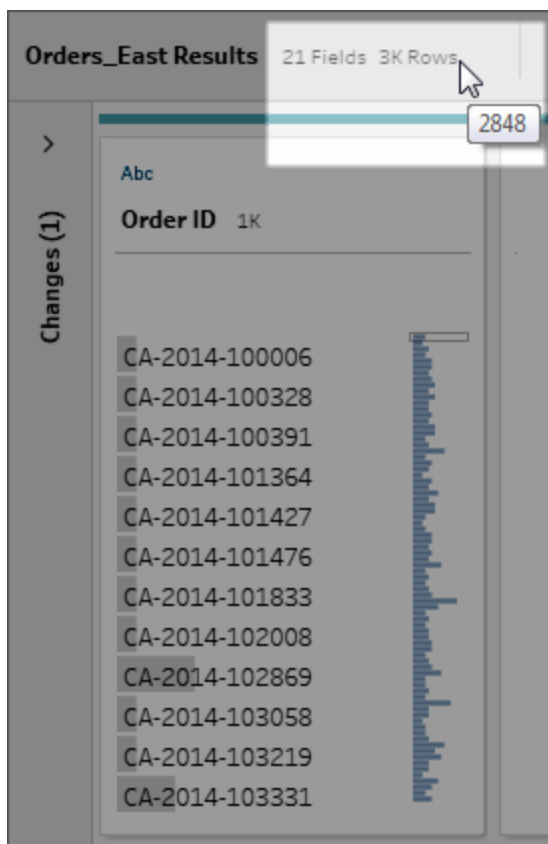 Orders_East Results 21 Fields 3K Rows
2848
Changes (1)
Abc
Order ID 1K
CA-2014-100006
CA-2014-100328
CA-2014-100391
CA-2014-101364
CA-2014-101427
CA-2014-101476
CA-2014-101833
CA-2014-102008
CA-2014-102869
CA-2014-103058
CA-2014-103219
CA-2014-103331